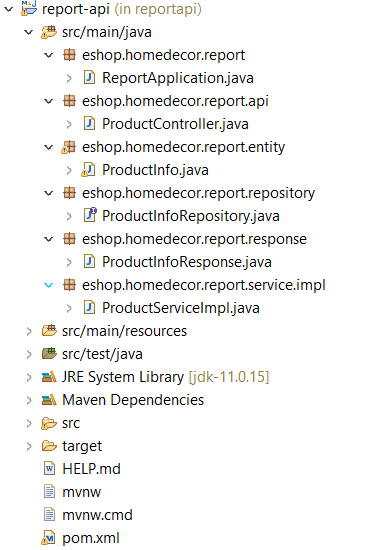 report-api (in reportapi)
src/main/java
eshop.homedecor.report
ReportApplication.java
eshop.homedecor.report.api
ProductController.java
eshop.homedecor.report.entity
ProductInfo.java
eshop.homedecor.report.repository
ProductInfoRepository.java
eshop.homedecor.report.response
ProductInfoResponse.java
eshop.homedecor.report.service.impl
ProductServiceImpl.java
src/main/resources
src/test/java
JRE System Library [jdk-11.0.15]
Maven Dependencies
src
target
HELP.md
mvnw
mvnw.cmd
pom.xml